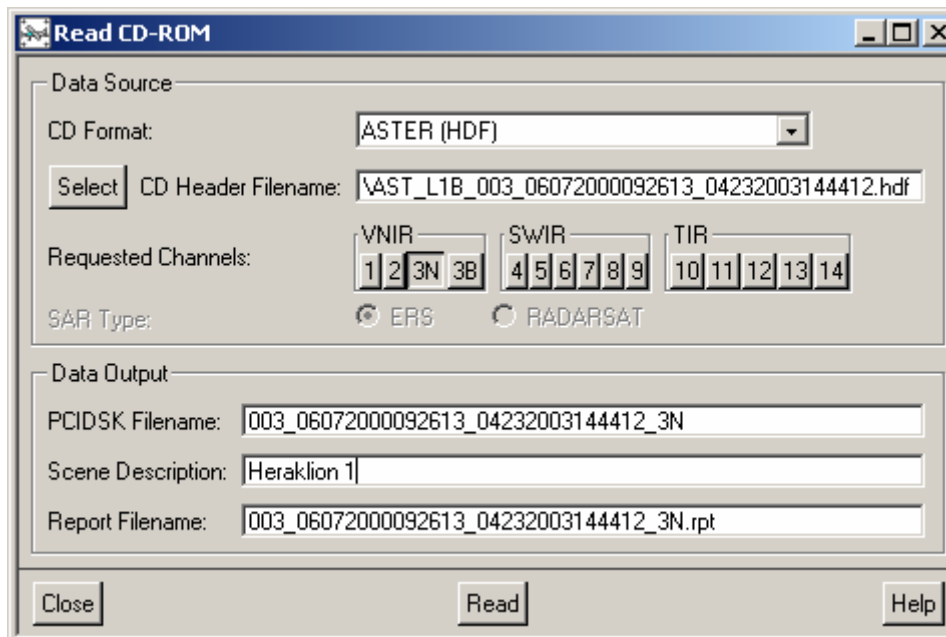 Read CD-ROM
Data Source
CD Format: ASTER (HDF)
Select CD Header Filename: \AST_L1B_003_06072000092613_04232003144412.hdf
VNIR SWIR TIR
Requested Channels: 1 2 3N 3B 4 5 6 7 8 9 10 11 12 13 14
SAR Type: ERS RADARSAT
Data Output
PCIDSK Filename: 003_06072000092613_04232003144412_3N
Scene Description: Heraklion 1
Report Filename: 003_06072000092613_04232003144412_3N.rpt
Close Read Help